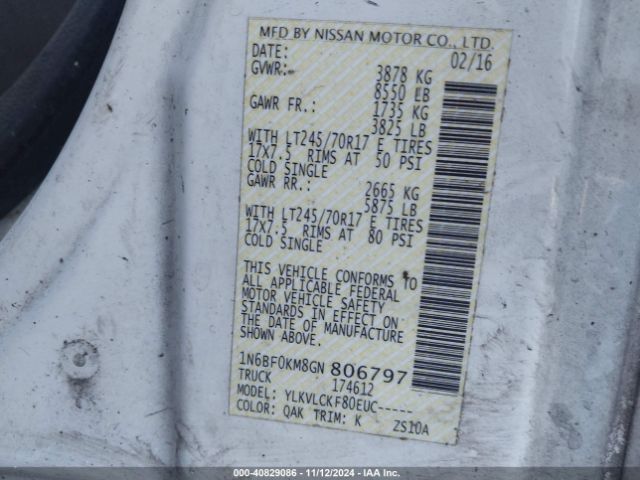 MFD BY NISSAN MOTOR CO., LTD.
DATE: 02/16
GVWR: 3878 KG
8550 LB
GAWR FR.: 1735 KG
3825 LB
WITH LT245/70R17 E TIRES
17X7.5 RIMS AT 50 PSI
COLD SINGLE
GAWR RR.: 2665 KG
5875 LB
WITH LT245/70R17 E TIRES
17X7.5 RIMS AT 80 PSI
COLD SINGLE
THIS VEHICLE CONFORMS TO
ALL APPLICABLE FEDERAL
MOTOR VEHICLE SAFETY
STANDARDS IN EFFECT ON
THE DATE OF MANUFACTURE
SHOWN ABOVE.
1N6BF0KM8GN 806797
TRUCK 174612
MODEL: YLKVLCKF80EUC-----
COLOR: QAK TRIM: K ZS10A
000-40829086 - 11/12/2024 - IAA Inc.